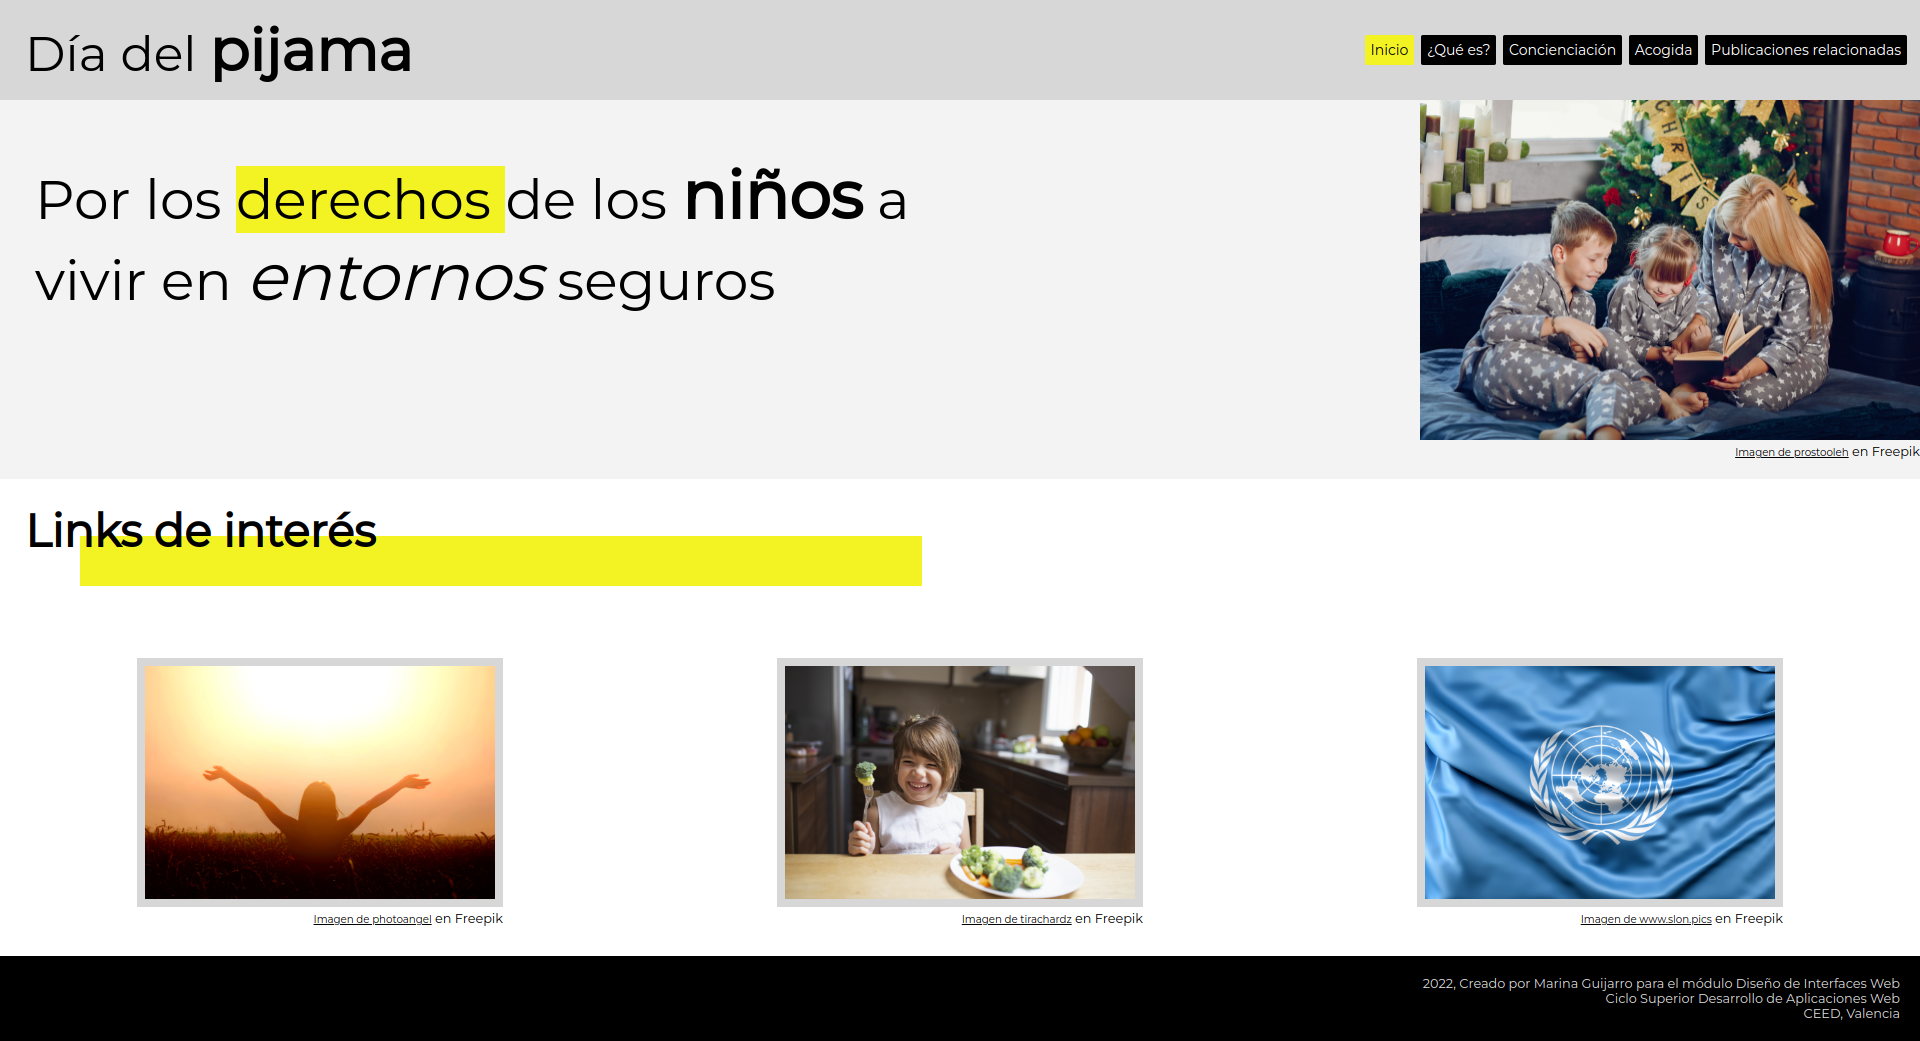 Día del pijama
Inicio
¿Qué es?
Concienciación
Acogida
Publicaciones relacionadas
Por los derechos de los niños a
vivir en entornos seguros
CHRIS
Imagen de prostooleh en Freepik
Links de interés
Imagen de photoangel en Freepik
Imagen de tirachardz en Freepik
Imagen de www.slon.pics en Freepik
2022, Creado por Marina Guijarro para el módulo Diseño de Interfaces Web
Ciclo Superior Desarrollo de Aplicaciones Web
CEED, Valencia